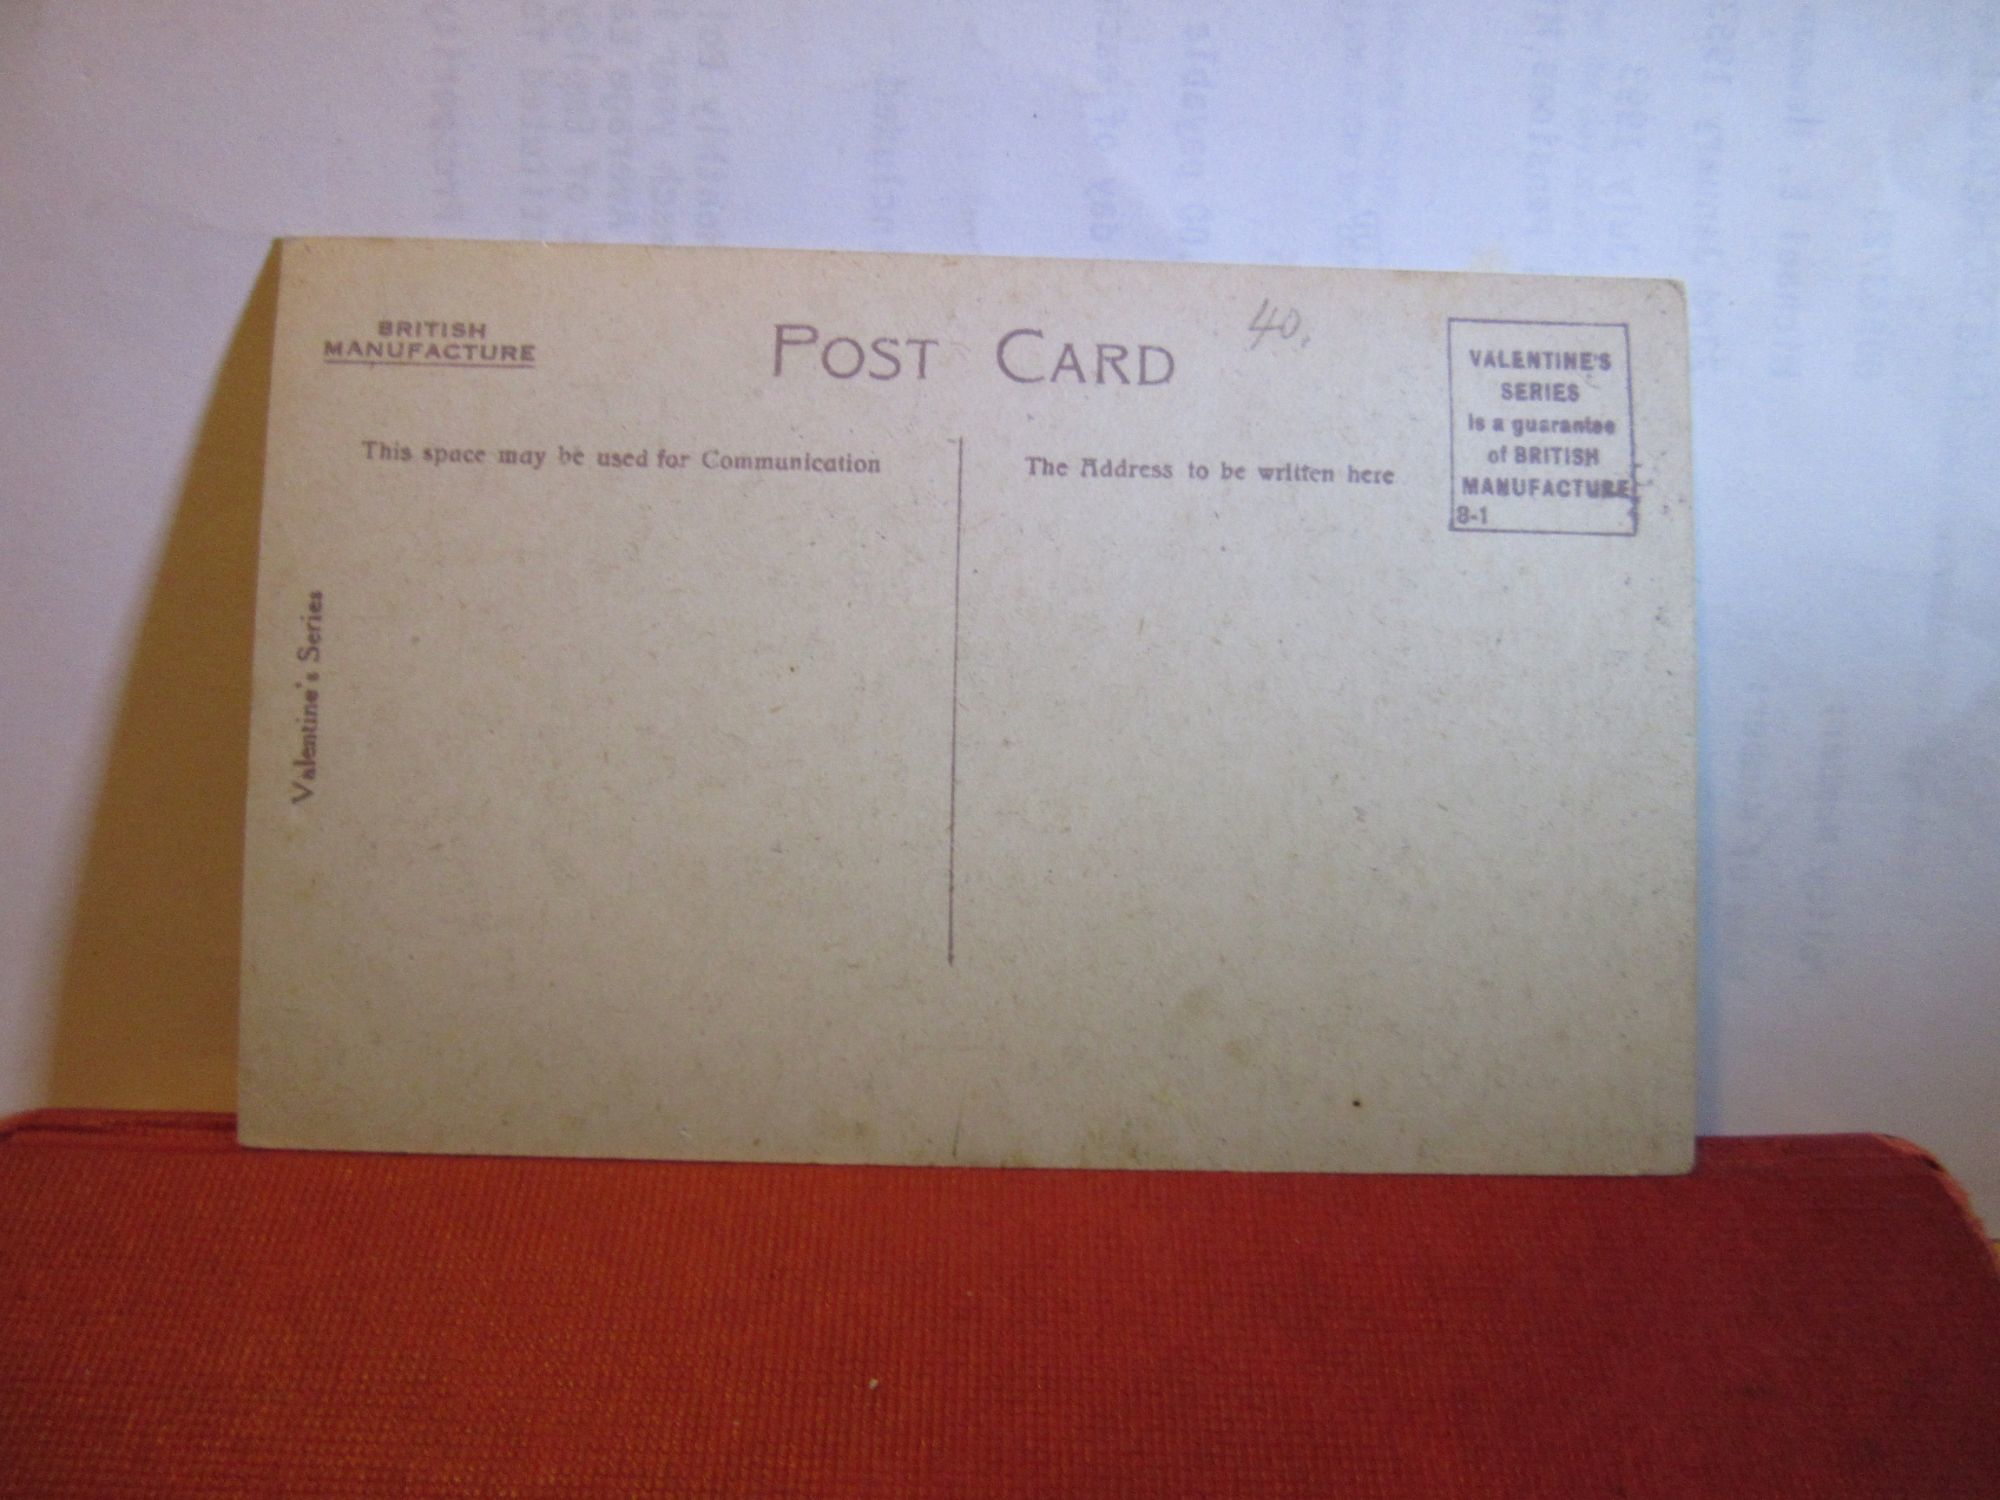 BRITISH
MANUFACTURE
POST CARD
40.
VALENTINE'S
SERIES
is a guarantee
of BRITISH
MANUFACTURE
8-1
This space may be used for Communication
The Address to be written here
Valentine's Series